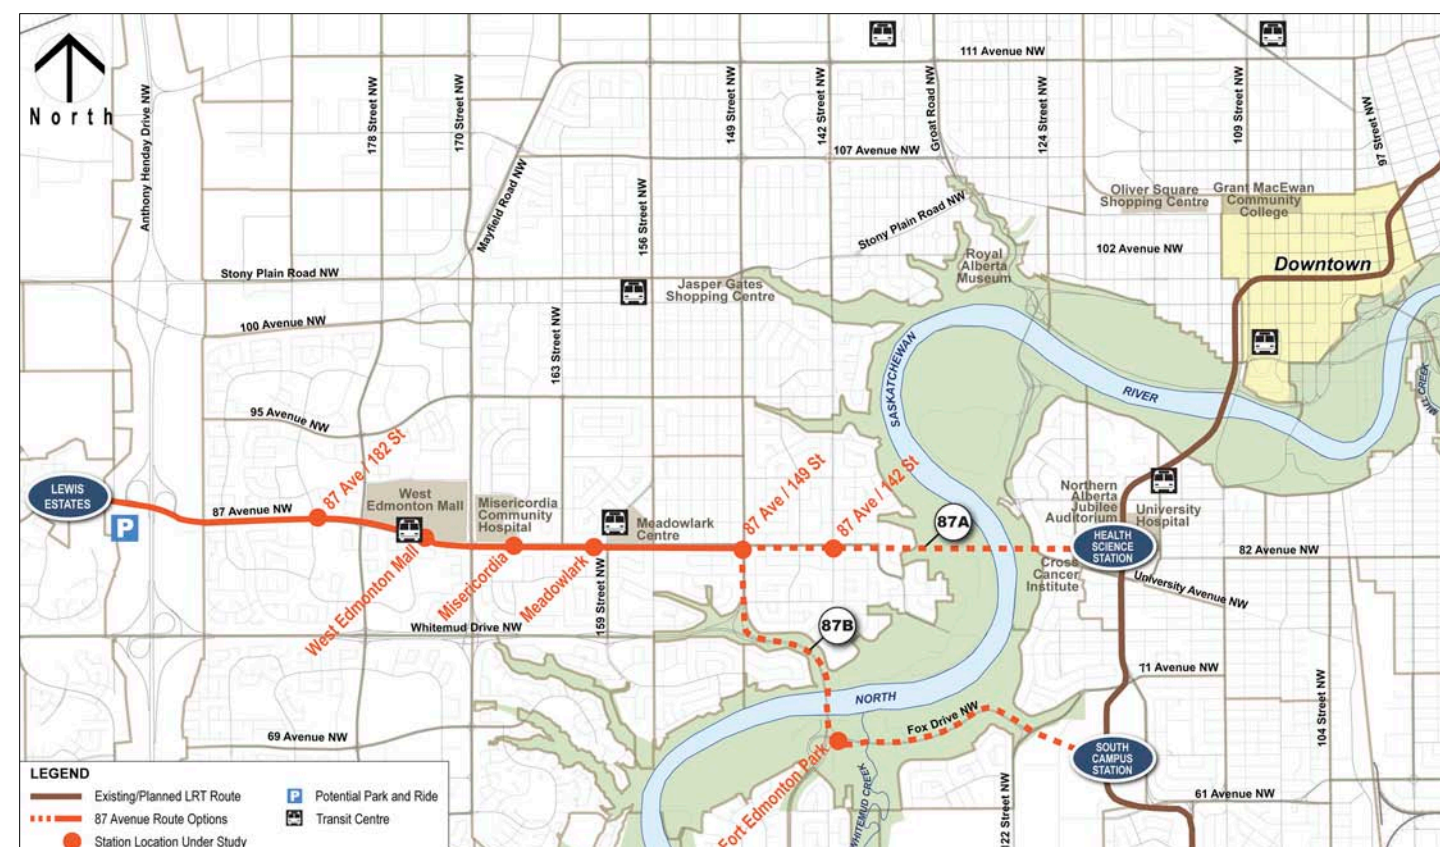 North
111 Avenue NW
Anthony Henday Drive NW
178 Street NW
170 Street NW
149 Street NW
142 Street NW
Groat Road NW
124 Street NW
109 Street NW
97 Street NW
107 Avenue NW
Mayfield Road NW
156 Street NW
Stony Plain Road NW
Oliver Square
Shopping Centre
Grant MacEwan
Community
College
102 Avenue NW
Royal
Alberta
Museum
Downtown
Stony Plain Road NW
Jasper Gates
Shopping Centre
100 Avenue NW
163 Street NW
SASKATCHEWAN
RIVER
MILL CREEK
95 Avenue NW
87 Ave / 182 St
87 Ave / 149 St
87 Ave / 142 St
LEWIS
ESTATES
P
87 Avenue NW
West
Edmonton Mall
Misericordia
Community
Hospital
Meadowlark
Centre
87A
Northern
Alberta
Jubilee
Auditorium
University
Hospital
HEALTH
SCIENCE
STATION
82 Avenue NW
Cross
Cancer
Institute
University Avenue NW
West Edmonton Mall
Misericordia
Meadowlark
159 Street NW
Whitemud Drive NW
87B
71 Avenue NW
NORTH
Fox Drive NW
104 Street NW
69 Avenue NW
Fort Edmonton Park
WHITEMUD CREEK
122 Street NW
SOUTH
CAMPUS
STATION
61 Avenue NW
LEGEND
Existing/Planned LRT Route
P Potential Park and Ride
87 Avenue Route Options
Transit Centre
Station Location Under Study